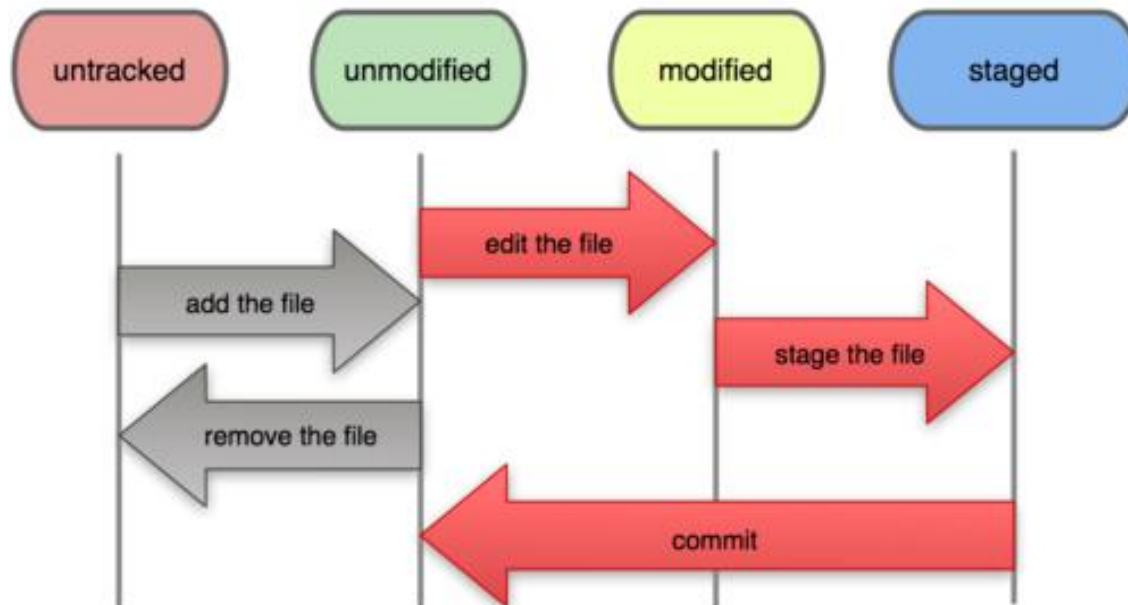 untracked
unmodified
modified
staged
edit the file
add the file
stage the file
remove the file
commit